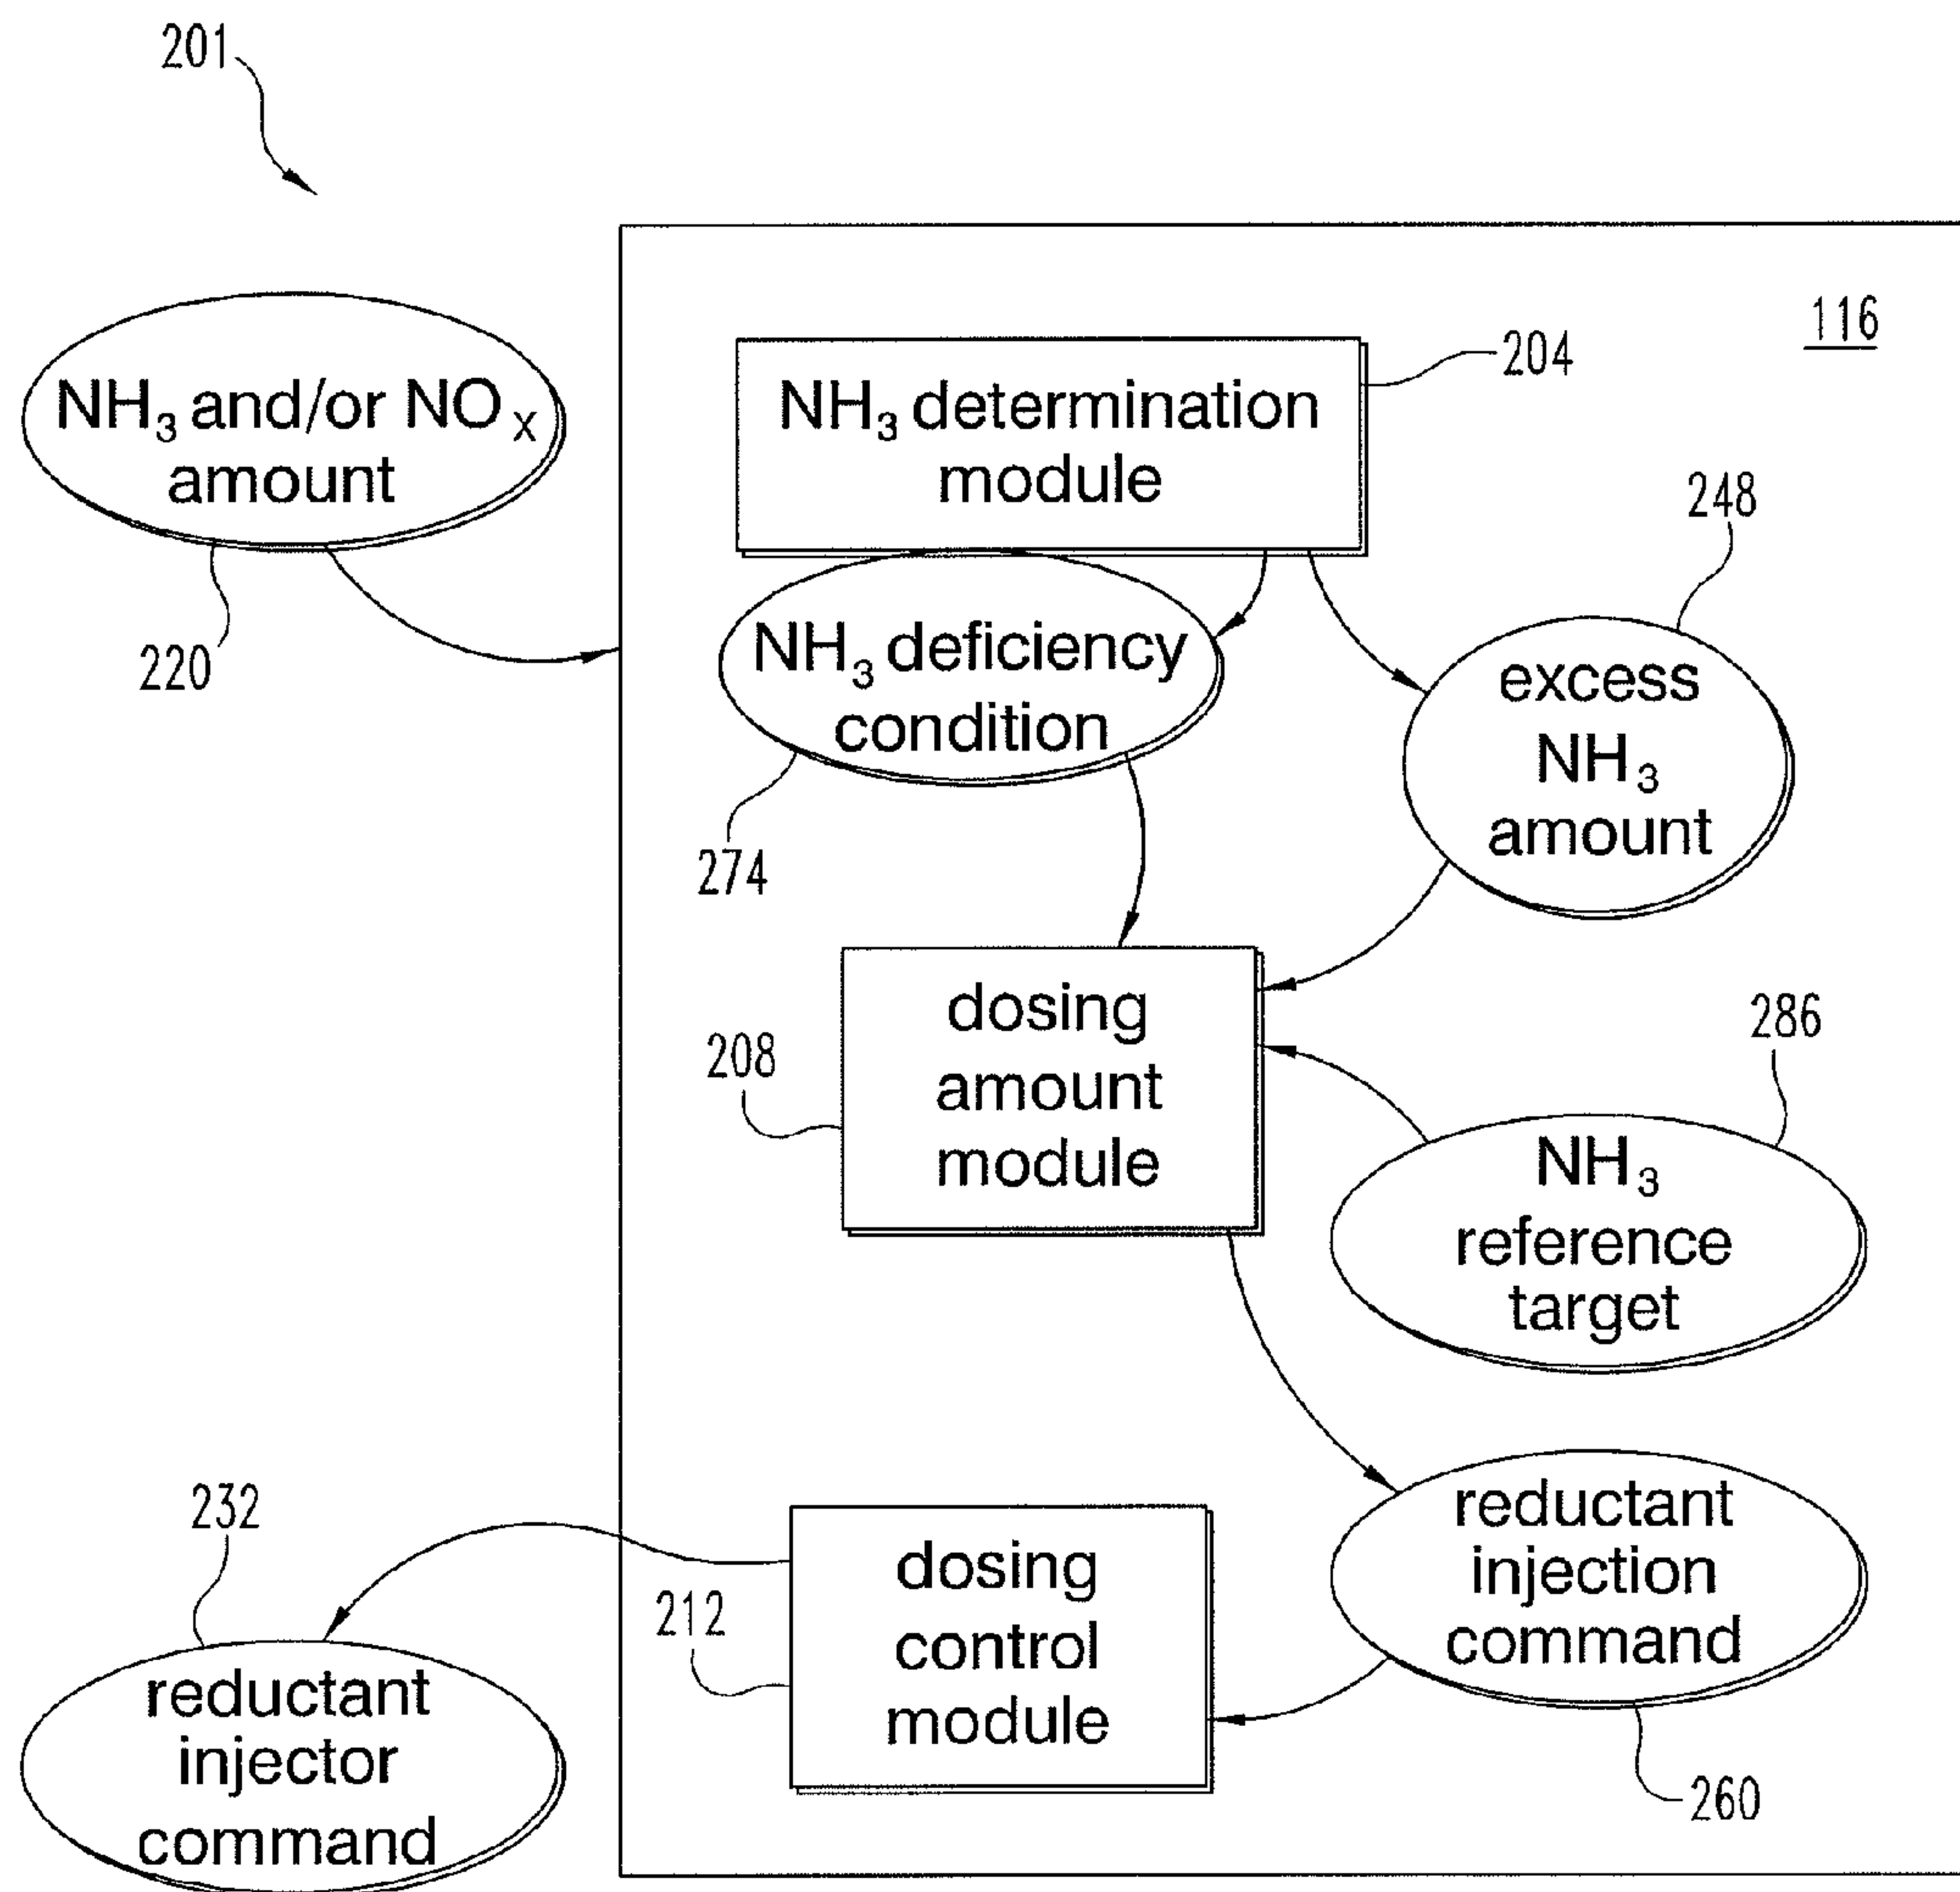 201
116
NH₃ and/or NOₓ
amount
220
NH₃ determination
module
204
248
NH₃ deficiency
condition
274
excess
NH₃
amount
dosing
amount
module
208
286
NH₃
reference
target
232
reductant
injector
command
dosing
control
module
212
reductant
injection
command
260